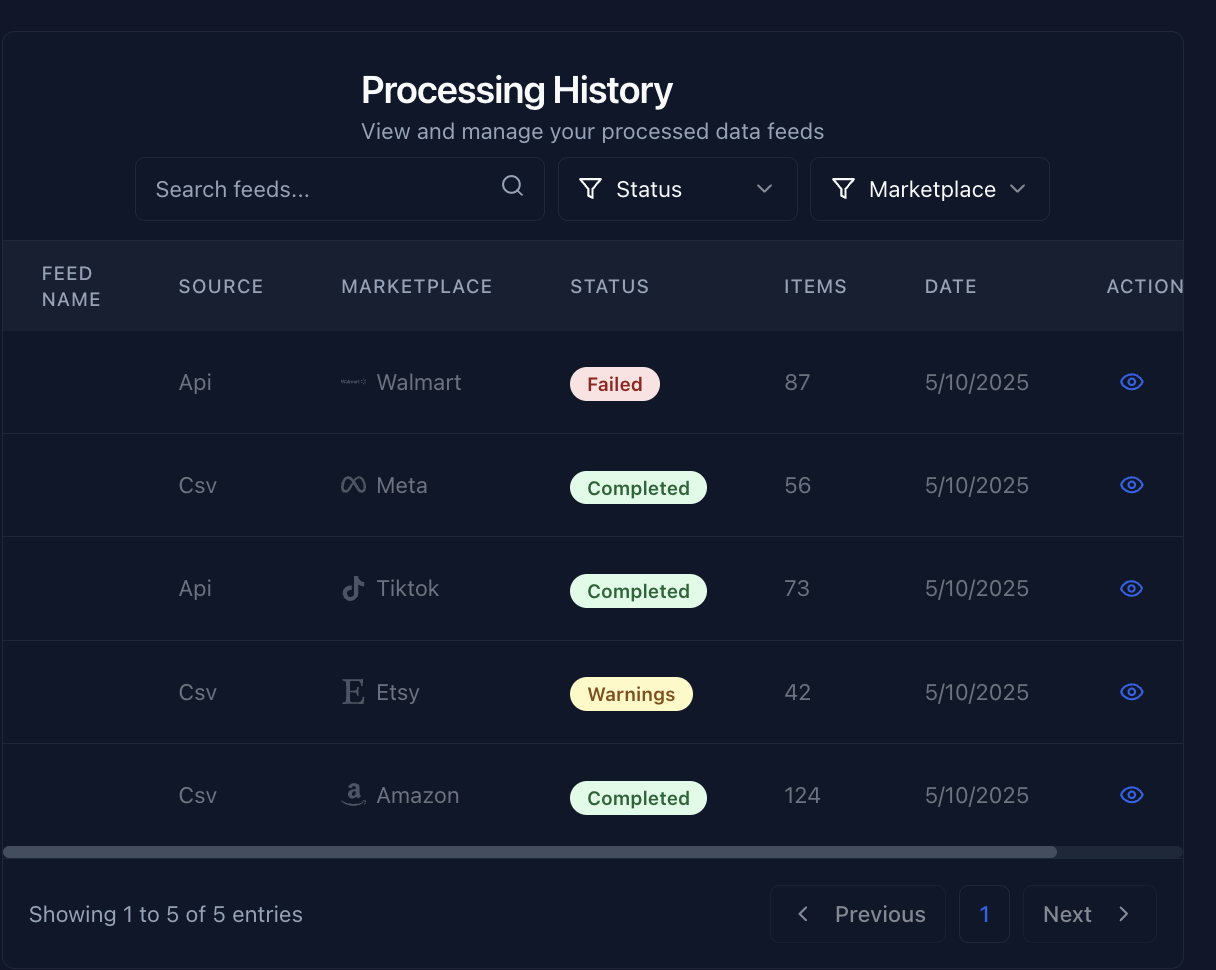 Processing History
View and manage your processed data feeds
Search feeds...
Status
Marketplace
FEED NAME SOURCE MARKETPLACE STATUS ITEMS DATE ACTION
Api Walmart Failed 87 5/10/2025
Csv Meta Completed 56 5/10/2025
Api Tiktok Completed 73 5/10/2025
Csv Etsy Warnings 42 5/10/2025
Csv Amazon Completed 124 5/10/2025
Showing 1 to 5 of 5 entries
Previous 1 Next